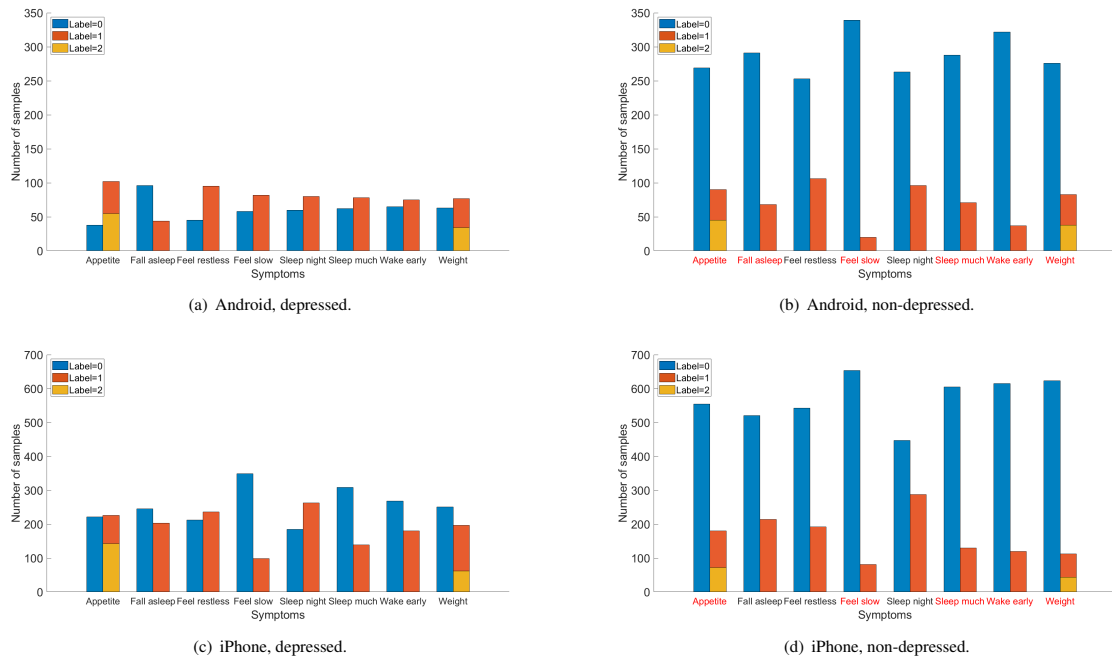 350
300
250
200
150
100
50
0
Number of samples
Label=0
Label=1
Label=2
Appetite Fall asleep Feel restless Feel slow Sleep night Sleep much Wake early Weight
Symptoms
(a) Android, depressed.
350
300
250
200
150
100
50
0
Number of samples
Label=0
Label=1
Label=2
Appetite Fall asleep Feel restless Feel slow Sleep night Sleep much Wake early Weight
Symptoms
(b) Android, non-depressed.
700
600
500
400
300
200
100
0
Number of samples
Label=0
Label=1
Label=2
Appetite Fall asleep Feel restless Feel slow Sleep night Sleep much Wake early Weight
Symptoms
(c) iPhone, depressed.
700
600
500
400
300
200
100
0
Number of samples
Label=0
Label=1
Label=2
Appetite Fall asleep Feel restless Feel slow Sleep night Sleep much Wake early Weight
Symptoms
(d) iPhone, non-depressed.